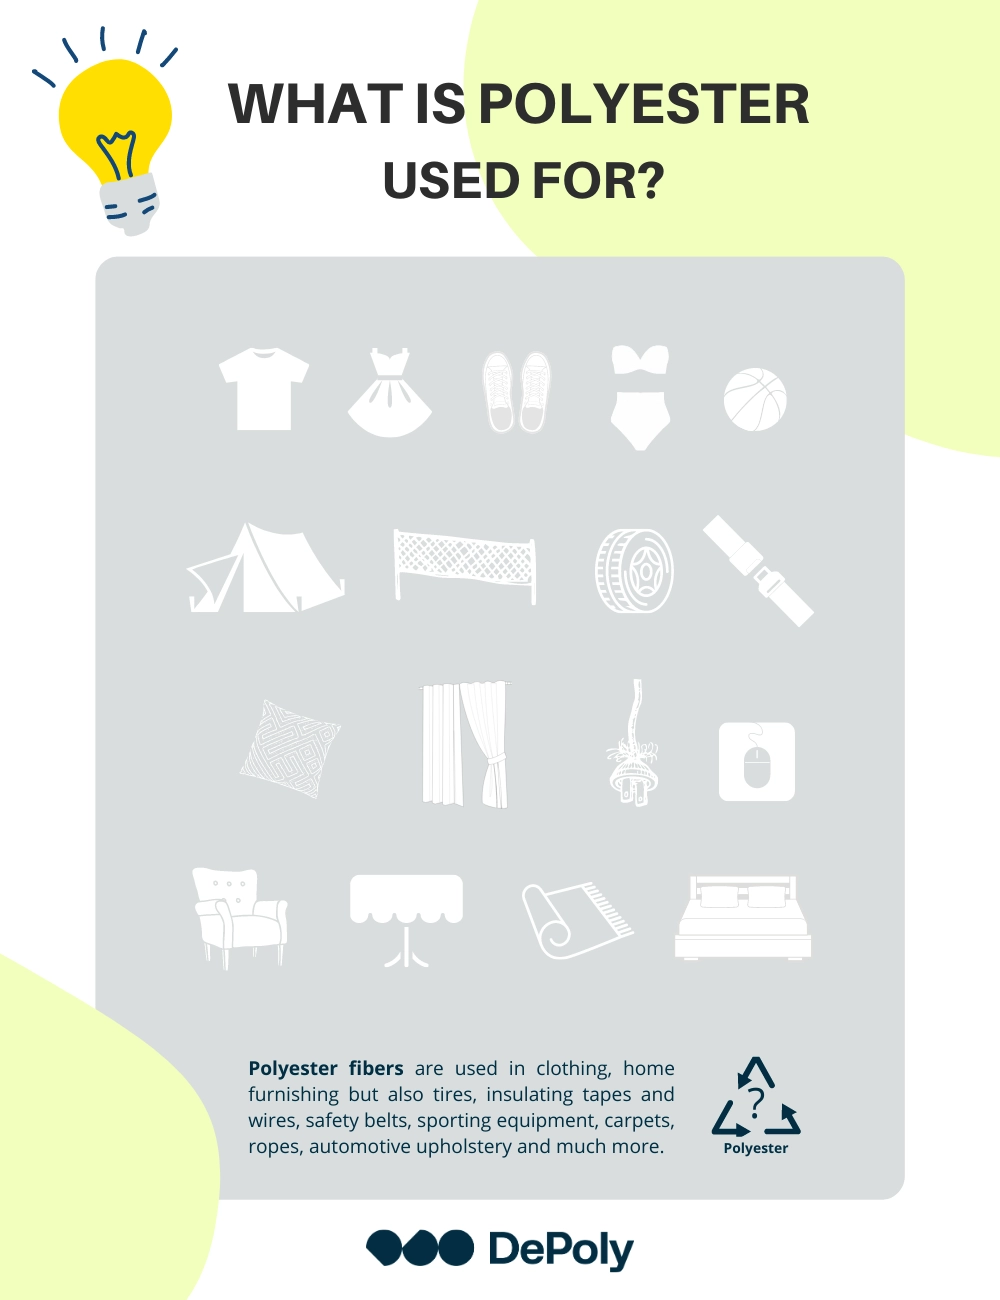 WHAT IS POLYESTER
USED FOR?
Polyester fibers are used in clothing, home
furnishing but also tires, insulating tapes and
wires, safety belts, sporting equipment, carpets,
ropes, automotive upholstery and much more.
?
Polyester
DePoly